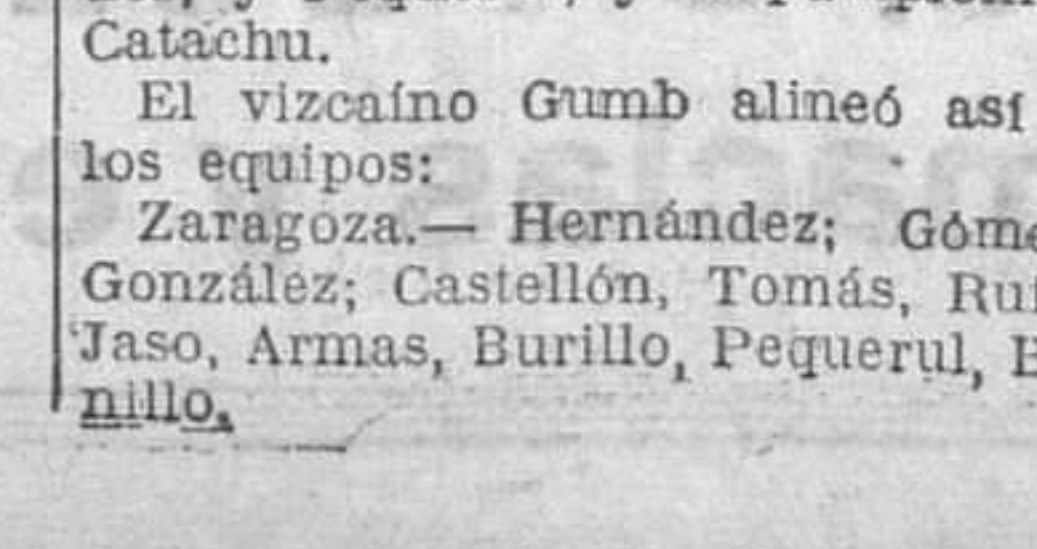 Catachu.
El vizcaíno Gumb alineó así
los equipos:
Zaragoza.— Hernández;
González; Castellón, Tomás,
Jaso, Armas, Burillo, Pequerul,
nillo.